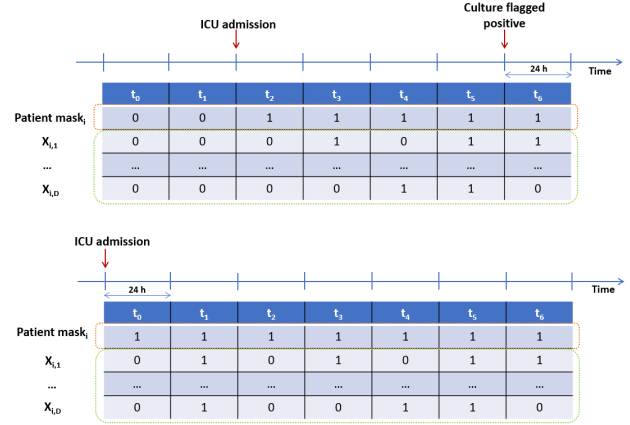 Culture flagged
positive
ICU admission
24 h
Time
t0 t1 t2 t3 t4 t5 t6
Patient maski 0 0 1 1 1 1 1
Xi,1 0 0 0 1 0 1 1
... ... ... ... ... ... ... ...
Xi,D 0 0 0 0 1 1 0
ICU admission
24 h
Time
t0 t1 t2 t3 t4 t5 t6
Patient maski 1 1 1 1 1 1 1
Xi,1 0 1 0 1 0 1 1
... ... ... ... ... ... ... ...
Xi,D 0 1 0 0 1 1 0